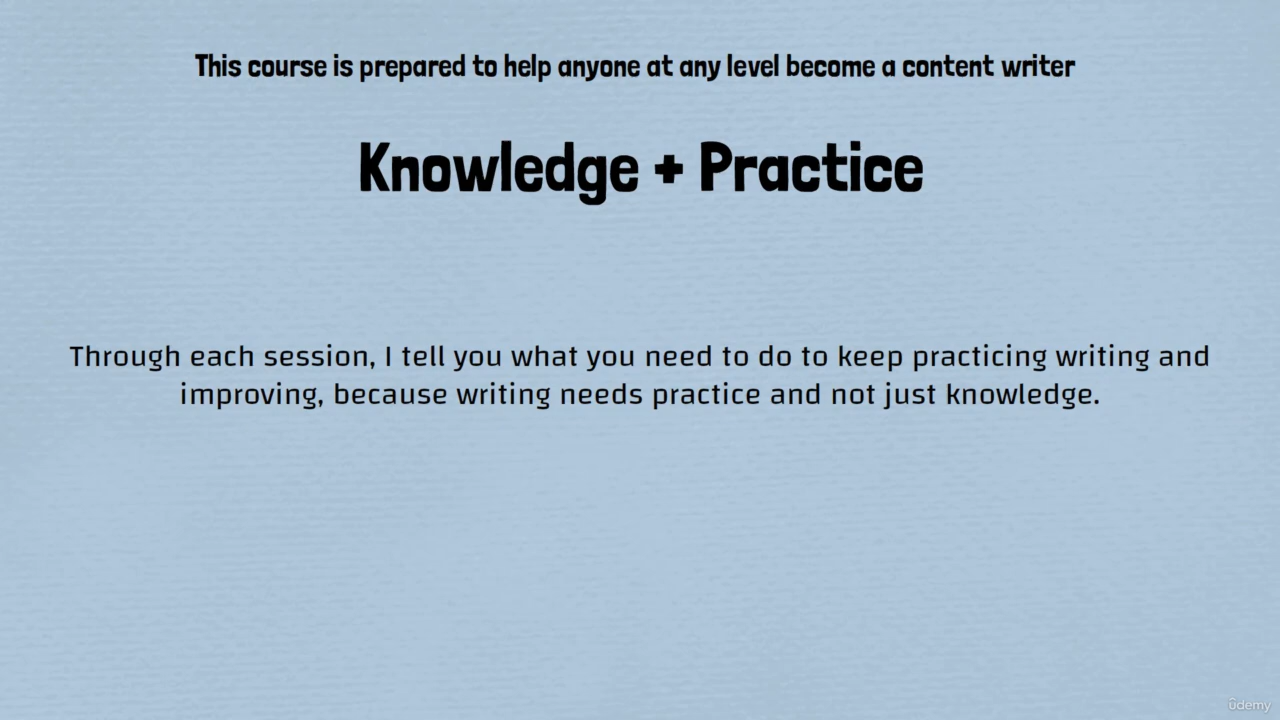 This course is prepared to help anyone at any level become a content writer
Knowledge + Practice
Through each session, I tell you what you need to do to keep practicing writing and
improving, because writing needs practice and not just knowledge.
ûdemy